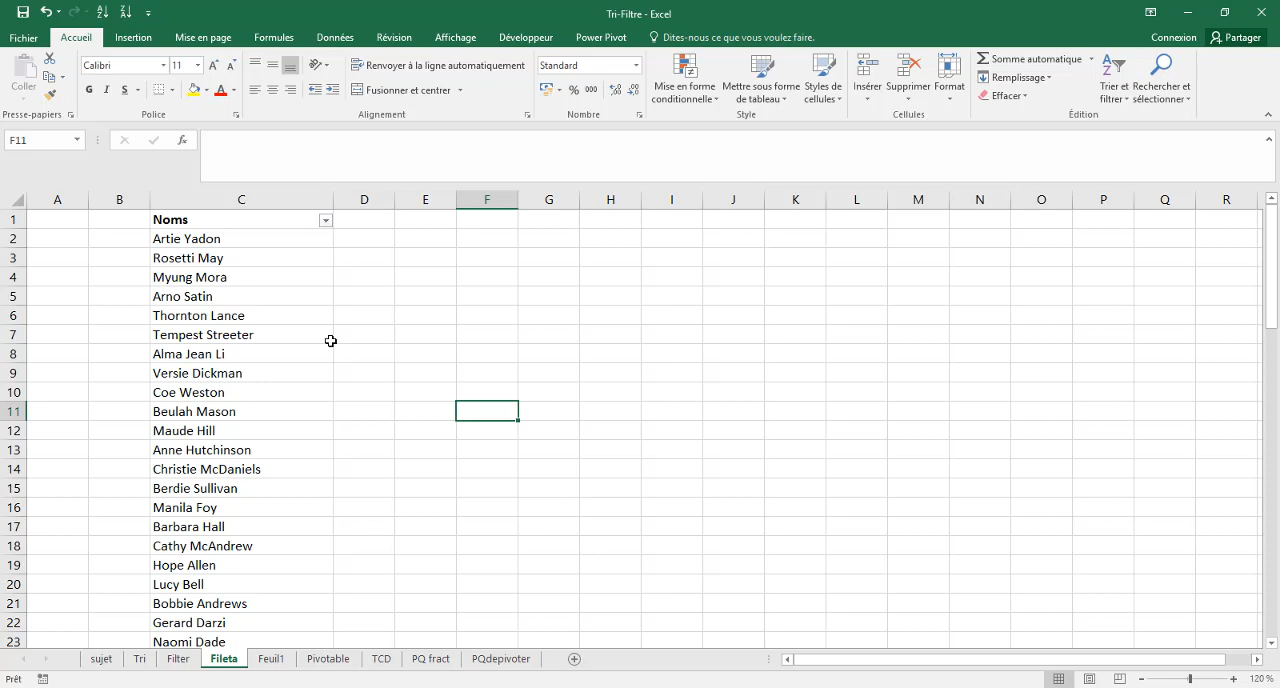 Tri-Filtre - Excel
Fichier Accueil Insertion Mise en page Formules Données Révision Affichage Développeur Power Pivot Dites-nous ce que vous voulez faire. Connexion Partager
Coller
Calibri 11 A A
G I S A
Renvoyer à la ligne automatiquement
Fusionner et centrer
Standard
% 000
Mise en forme conditionnelle
Mettre sous forme de tableau
Styles de cellules
Insérer Supprimer Format
Somme automatique
Remplissage
Effacer
Trier et filtrer
Rechercher et sélectionner
Presse-papiers Police Alignement Nombre Style Cellules Édition
F11 fx
A B C D E F G H I J K L M N O P Q R
1 Noms
2 Artie Yadon
3 Rosetti May
4 Myung Mora
5 Arno Satin
6 Thornton Lance
7 Tempest Streeter
8 Alma Jean Li
9 Versie Dickman
10 Coe Weston
11 Beulah Mason
12 Maude Hill
13 Anne Hutchinson
14 Christie McDaniels
15 Berdie Sullivan
16 Manila Foy
17 Barbara Hall
18 Cathy McAndrew
19 Hope Allen
20 Lucy Bell
21 Bobbie Andrews
22 Gerard Darzi
23 Naomi Dade
sujet Tri Filter Fileta Feuil1 Pivotable TCD PQ fract PQdepivoter
Prêt 120 %